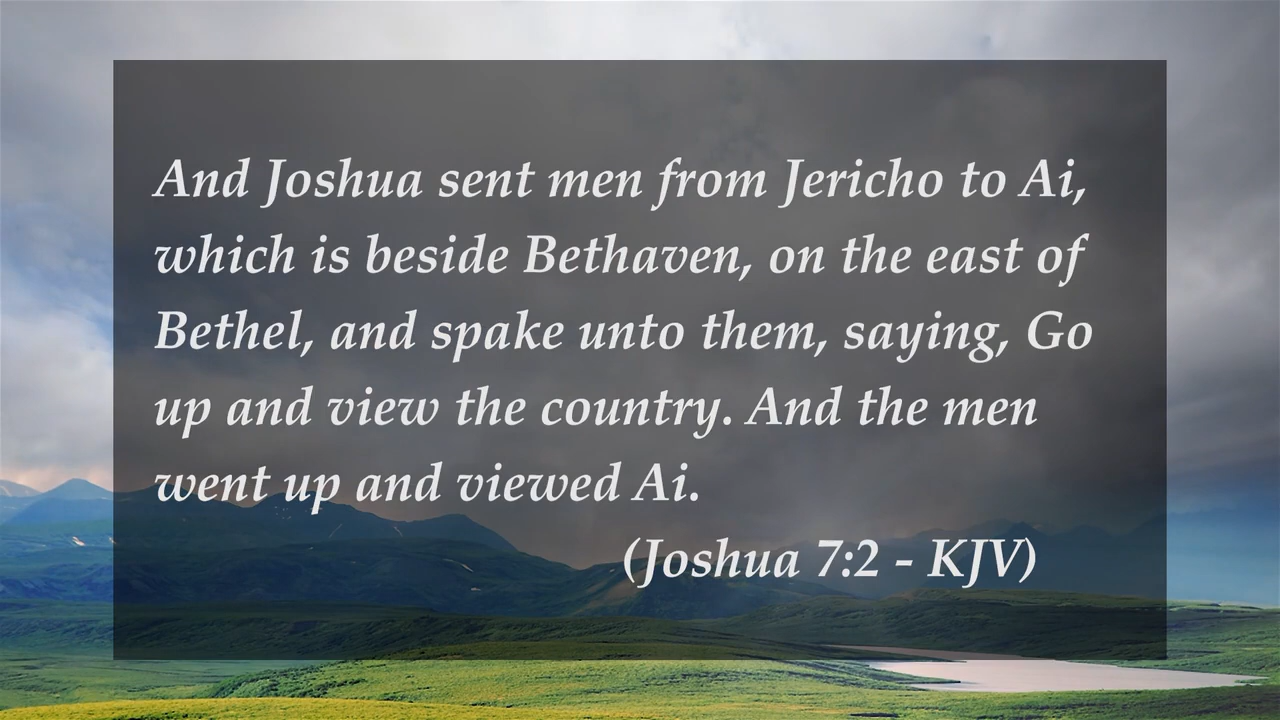 And Joshua sent men from Jericho to Ai,
which is beside Bethaven, on the east of
Bethel, and spake unto them, saying, Go
up and view the country. And the men
went up and viewed Ai.
(Joshua 7:2 - KJV)